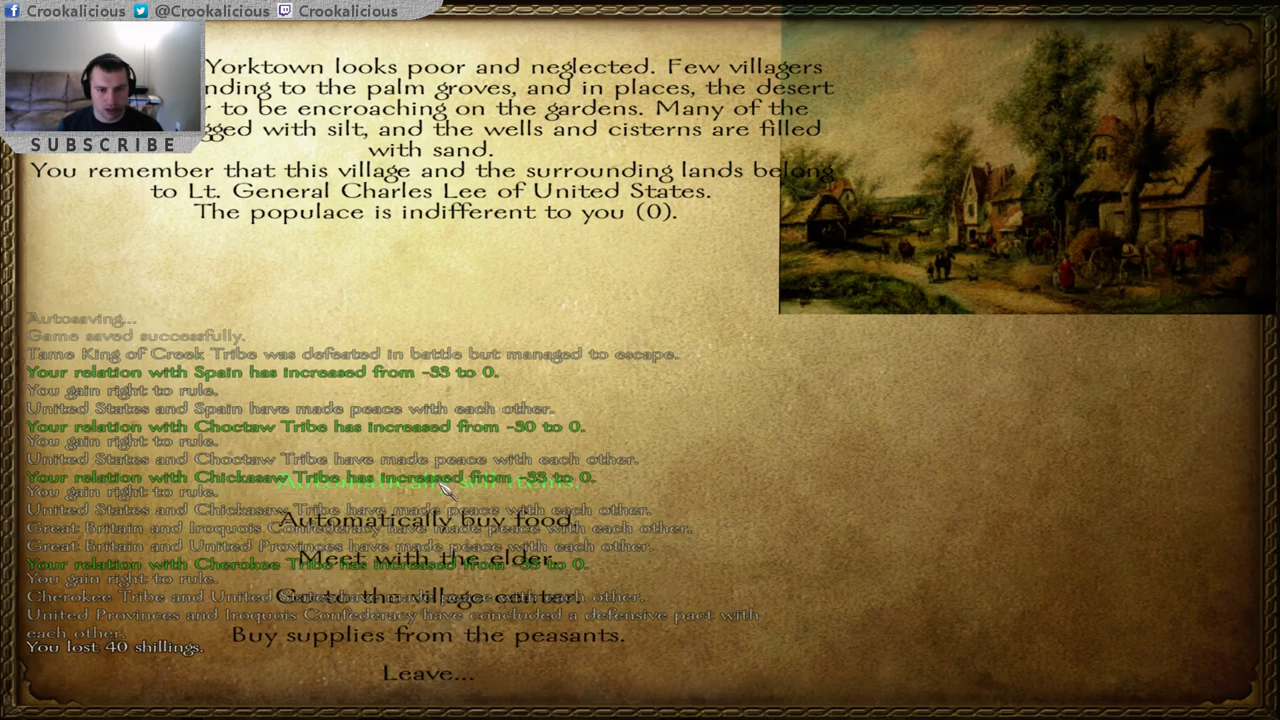 Crookalicious @Crookalicious Crookalicious
SUBSCRIBE
Yorktown looks poor and neglected. Few villagers
nding to the palm groves, and in places, the desert
r to be encroaching on the gardens. Many of the
gged with silt, and the wells and cisterns are filled
with sand.
You remember that this village and the surrounding lands belong
to Lt. General Charles Lee of United States.
The populace is indifferent to you (0).
Autosaving...
Game saved successfully.
Tame King of Creek Tribe was defeated in battle but managed to escape.
Your relation with Spain has increased from -33 to 0.
You gain right to rule.
United States and Spain have made peace with each other.
Your relation with Choctaw Tribe has increased from -30 to 0.
You gain right to rule.
United States and Choctaw Tribe have made peace with each other.
Your relation with Chickasaw Tribe has increased from -33 to 0.
Automatically sell items.
You gain right to rule.
United States and Chickasaw Tribe have made peace with each other.
Automatically buy food.
Great Britain and Iroquois Confederacy have made peace with each other.
Great Britain and United Provinces have made peace with each other.
Meet with the elder.
Your relation with Cherokee Tribe has increased from -33 to 0.
You gain right to rule.
Cherokee Tribe and United States have made peace with each other.
Go to the village center.
United Provinces and Iroquois Confederacy have concluded a defensive pact with
each other.
Buy supplies from the peasants.
You lost 40 shillings.
Leave...